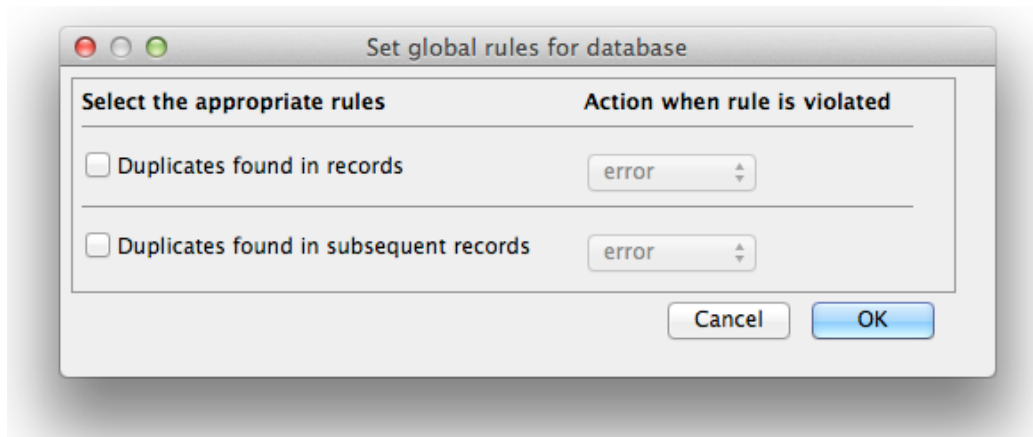 Set global rules for database
Select the appropriate rules Action when rule is violated
Duplicates found in records error
Duplicates found in subsequent records error
Cancel OK